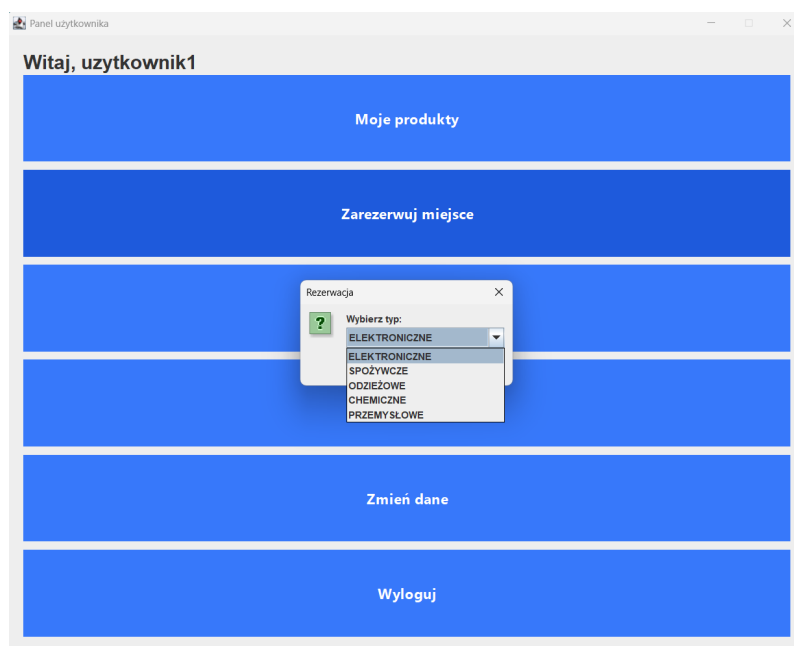 Panel użytkownika
Witaj, uzytkownik1
Moje produkty
Zarezerwuj miejsce
Rezerwacja
?
Wybierz typ:
ELEKTRONICZNE
ELEKTRONICZNE
SPOŻYWCZE
ODZIEŻOWE
CHEMICZNE
PRZEMYSŁOWE
Zmień dane
Wyloguj